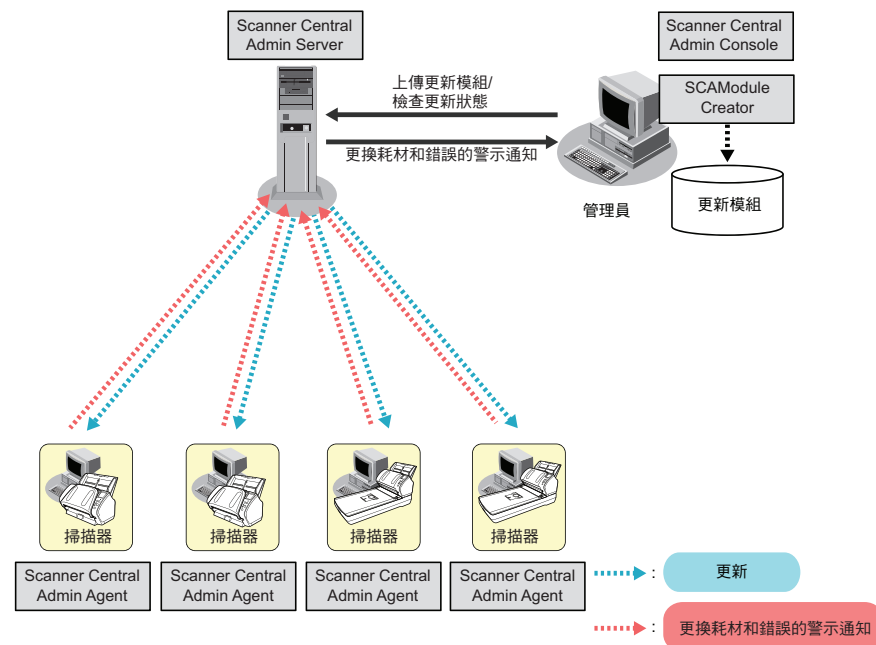 Scanner Central
Admin Server
Scanner Central
Admin Console
上傳更新模組/
檢查更新狀態
SCAModule
Creator
更換耗材和錯誤的警示通知
管理員
更新模組
掃描器
掃描器
掃描器
掃描器
Scanner Central
Admin Agent
Scanner Central
Admin Agent
Scanner Central
Admin Agent
Scanner Central
Admin Agent
: 更新
: 更換耗材和錯誤的警示通知